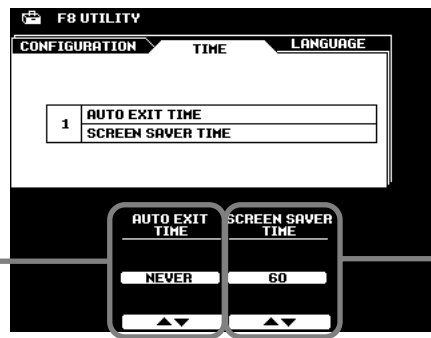 F8 UTILITY
CONFIGURATION TIME LANGUAGE
1
AUTO EXIT TIME
SCREEN SAVER TIME
AUTO EXIT
TIME
SCREEN SAVER
TIME
NEVER
60